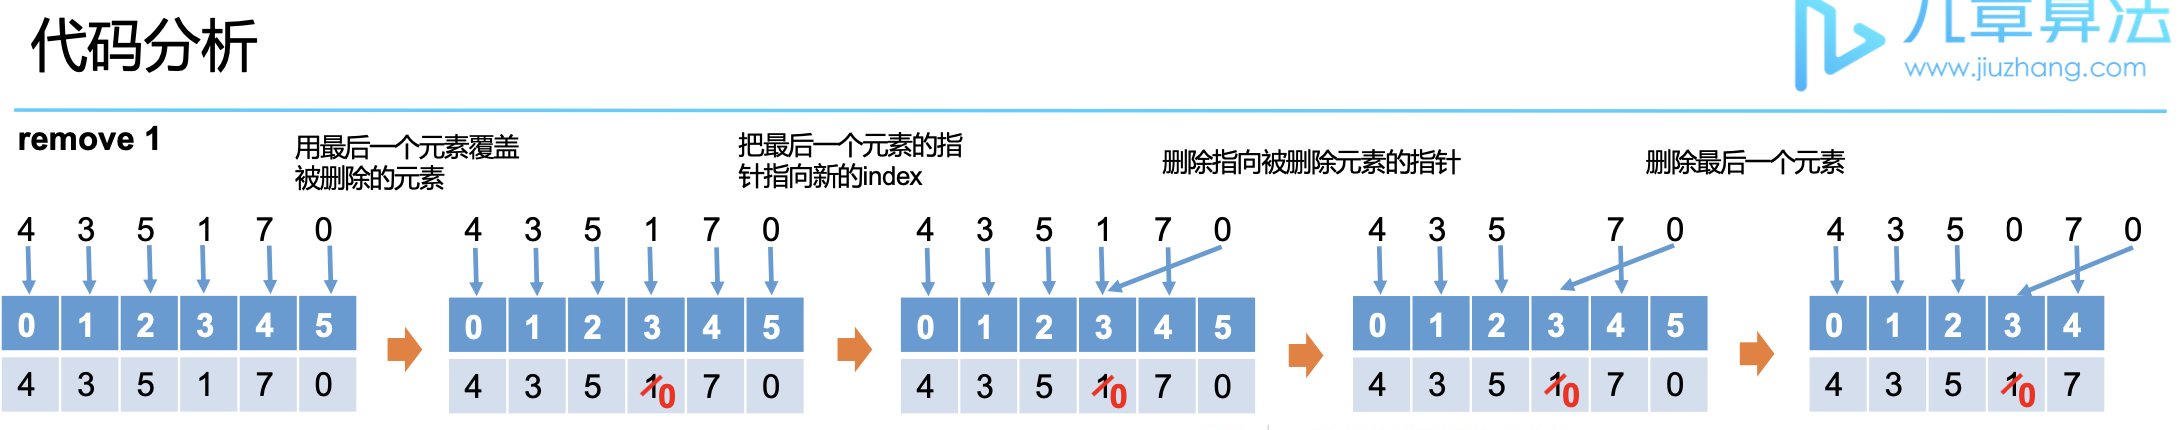 代码分析
九章算法
www.jiuzhang.com
remove 1
用最后一个元素覆盖
被删除的元素
把最后一个元素的指
针指向新的index
删除指向被删除元素的指针
删除最后一个元素
4 3 5 1 7 0
4 3 5 1 7 0
4 3 5 1 7 0
4 3 5 7 0
4 3 5 0 7 0
0 1 2 3 4 5
0 1 2 3 4 5
0 1 2 3 4 5
0 1 2 3 4 5
0 1 2 3 4
4 3 5 1 7 0
4 3 5 1 0 7 0
4 3 5 1 0 7 0
4 3 5 1 0 7 0
4 3 5 1 0 7